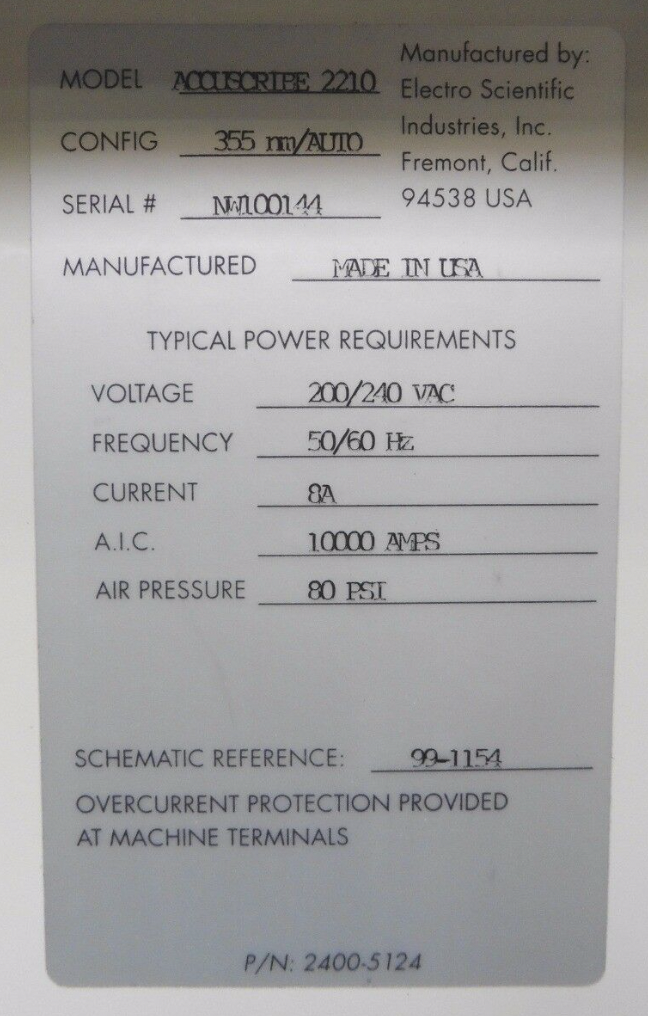 MODEL ACCUSCRIBE 2210
Manufactured by:
Electro Scientific
Industries, Inc.
Fremont, Calif.
94538 USA
CONFIG 355 nm/AUTO
SERIAL # NW100144
MANUFACTURED MADE IN USA
TYPICAL POWER REQUIREMENTS
VOLTAGE 200/240 VAC
FREQUENCY 50/60 Hz
CURRENT 8A
A.I.C. 10000 AMPS
AIR PRESSURE 80 PSI
SCHEMATIC REFERENCE: 99-1154
OVERCURRENT PROTECTION PROVIDED
AT MACHINE TERMINALS
P/N: 2400-5124